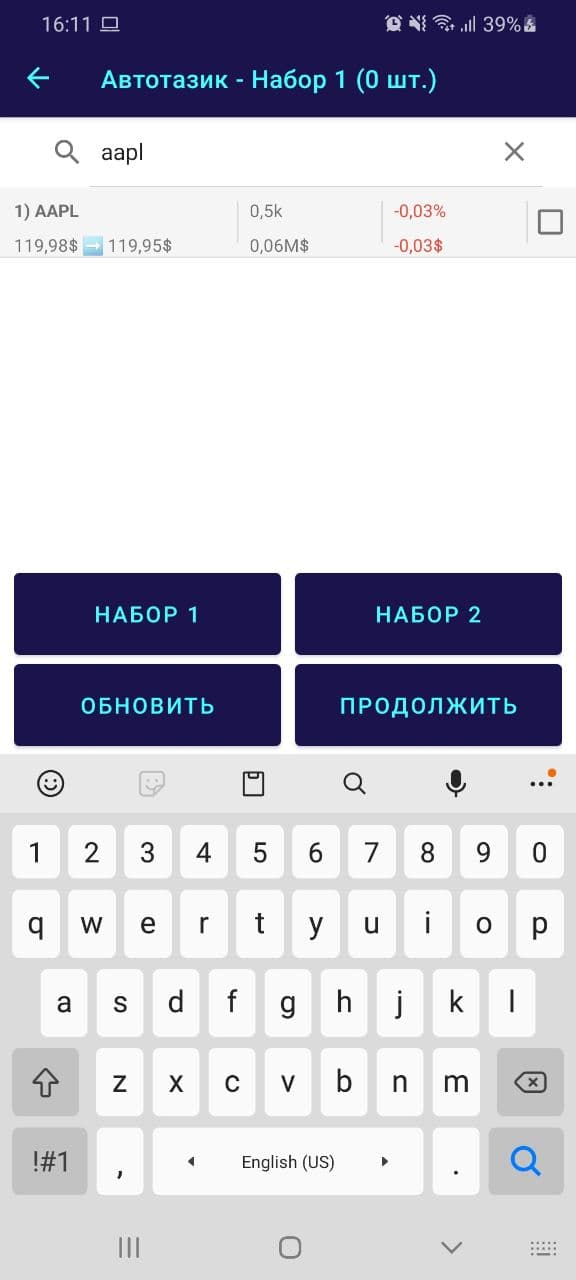 16:11 39%
Автотазик - Набор 1 (0 шт.)
aapl
1) AAPL 0,5k -0,03%
119,98$ ➡ 119,95$ 0,06M$ -0,03$
НАБОР 1 НАБОР 2
ОБНОВИТЬ ПРОДОЛЖИТЬ
1 2 3 4 5 6 7 8 9 0
q w e r t y u i o p
a s d f g h j k l
z x c v b n m
!#1 , English (US) .